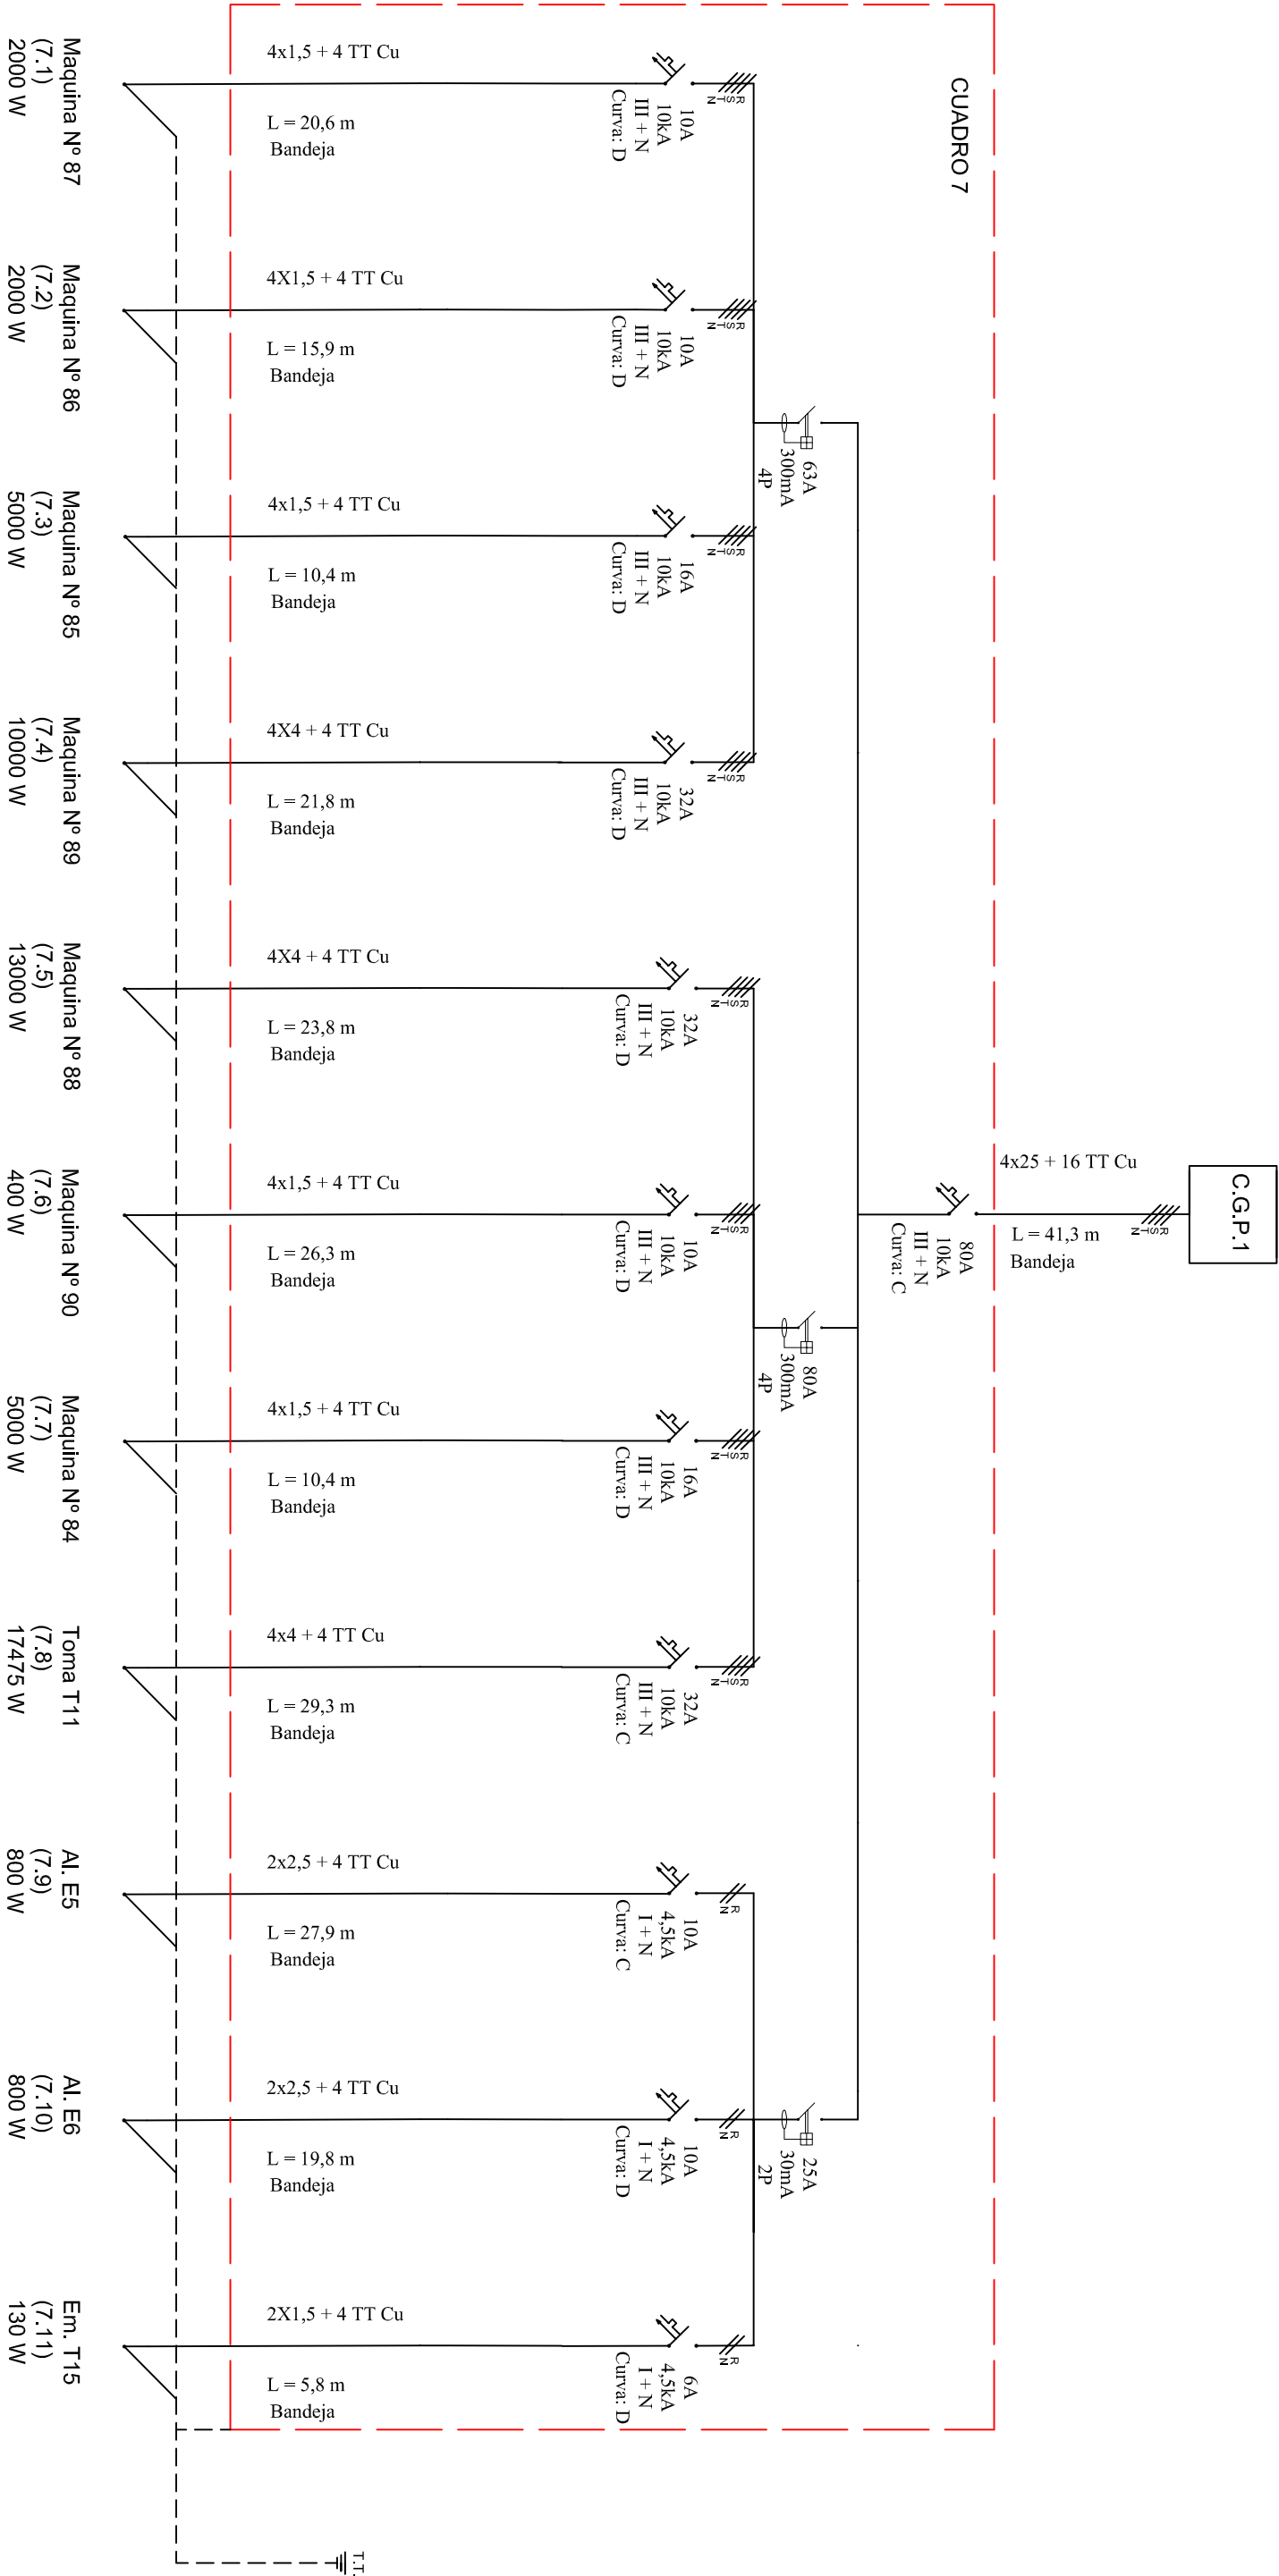 CUADRO 7
C.G.P.1
R
S
T
N
4x25 + 16 TT Cu
L = 41,3 m
Bandeja
80A
10kA
III + N
Curva: C
63A
300mA
4P
80A
300mA
4P
25A
30mA
2P
R
S
T
N
10A
10kA
III + N
Curva: D
4x1,5 + 4 TT Cu
L = 20,6 m
Bandeja
Maquina Nº 87
(7.1)
2000 W
R
S
T
N
10A
10kA
III + N
Curva: D
4X1,5 + 4 TT Cu
L = 15,9 m
Bandeja
Maquina Nº 86
(7.2)
2000 W
R
S
T
N
16A
10kA
III + N
Curva: D
4x1,5 + 4 TT Cu
L = 10,4 m
Bandeja
Maquina Nº 85
(7.3)
5000 W
R
S
T
N
32A
10kA
III + N
Curva: D
4X4 + 4 TT Cu
L = 21,8 m
Bandeja
Maquina Nº 89
(7.4)
10000 W
R
S
T
N
32A
10kA
III + N
Curva: D
4X4 + 4 TT Cu
L = 23,8 m
Bandeja
Maquina Nº 88
(7.5)
13000 W
R
S
T
N
10A
10kA
III + N
Curva: D
4x1,5 + 4 TT Cu
L = 26,3 m
Bandeja
Maquina Nº 90
(7.6)
400 W
R
S
T
N
16A
10kA
III + N
Curva: D
4x1,5 + 4 TT Cu
L = 10,4 m
Bandeja
Maquina Nº 84
(7.7)
5000 W
R
S
T
N
32A
10kA
III + N
Curva: C
4x4 + 4 TT Cu
L = 29,3 m
Bandeja
Toma T11
(7.8)
17475 W
R
N
10A
4,5kA
I + N
Curva: C
2x2,5 + 4 TT Cu
L = 27,9 m
Bandeja
Al. E5
(7.9)
800 W
R
N
10A
4,5kA
I + N
Curva: D
2x2,5 + 4 TT Cu
L = 19,8 m
Bandeja
Al. E6
(7.10)
800 W
R
N
6A
4,5kA
I + N
Curva: D
2X1,5 + 4 TT Cu
L = 5,8 m
Bandeja
Em. T15
(7.11)
130 W
T.T.